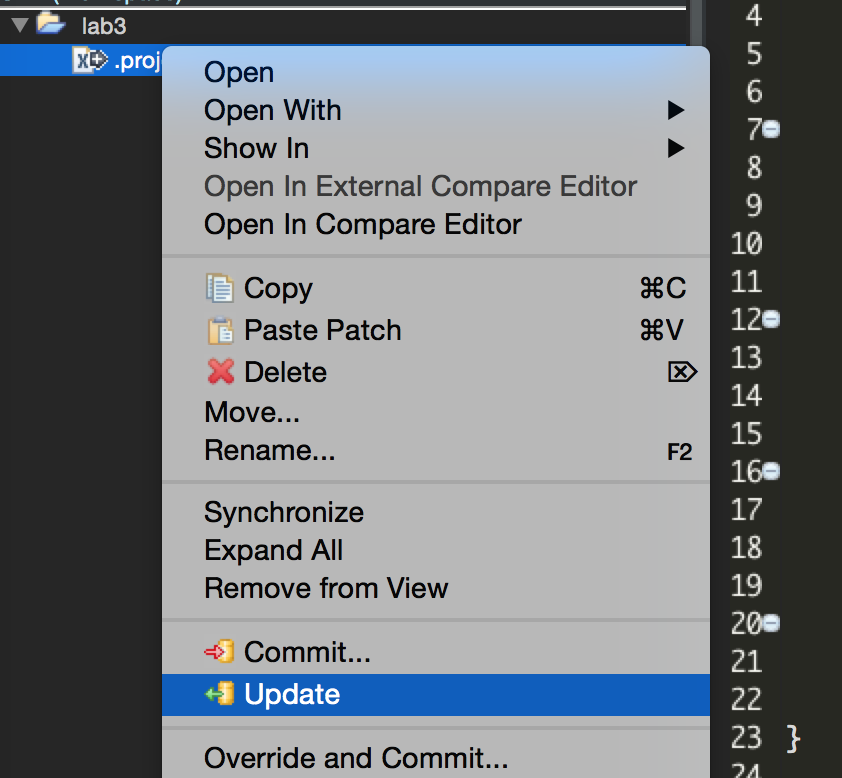 lab3
.proj
Open
Open With
Show In
Open In External Compare Editor
Open In Compare Editor
Copy ⌘C
Paste Patch ⌘V
Delete ⌦
Move...
Rename... F2
Synchronize
Expand All
Remove from View
Commit...
Update
Override and Commit...
4
5
6
7
8
9
10
11
12
13
14
15
16
17
18
19
20
21
22
23 }
24